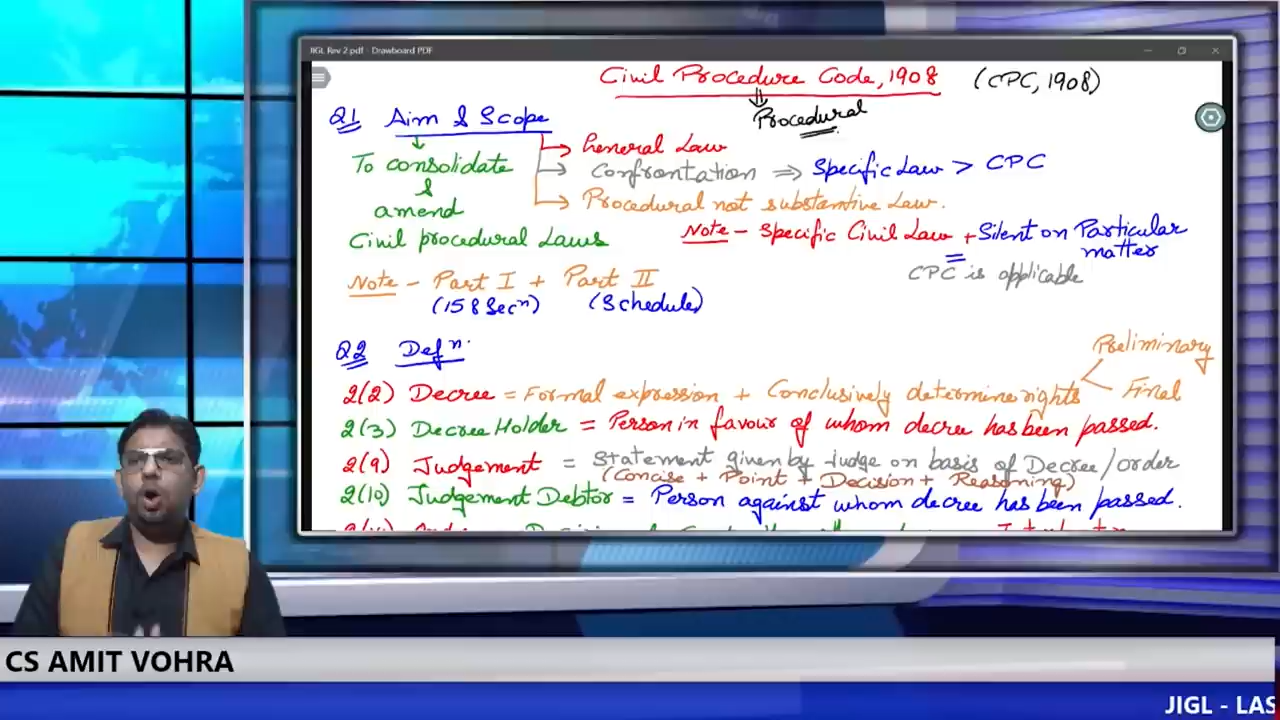 JIGL Rev 2.pdf - Drawboard PDF
Civil Procedure Code, 1908 (CPC, 1908)
Procedural
Q1 Aim & Scope
To consolidate
&
amend
Civil procedural Laws
General Law
Confrontation ⇒ Specific Law > CPC
Procedural not substantive Law.
Note - Specific Civil Law + Silent on Particular
matter
=
CPC is applicable
Note - Part I + Part II
(158 Secⁿ) (Schedule)
Q2 Defⁿ.
Preliminary
2(2) Decree = Formal expression + Conclusively determine rights
Final
2(3) Decree Holder = Person in favour of whom decree has been passed.
2(9) Judgement = Statement given by judge on basis of Decree/order
(Concise + Point + Decision + Reasoning)
2(10) Judgement Debtor = Person against whom decree has been passed.
CS AMIT VOHRA
JIGL - LAS